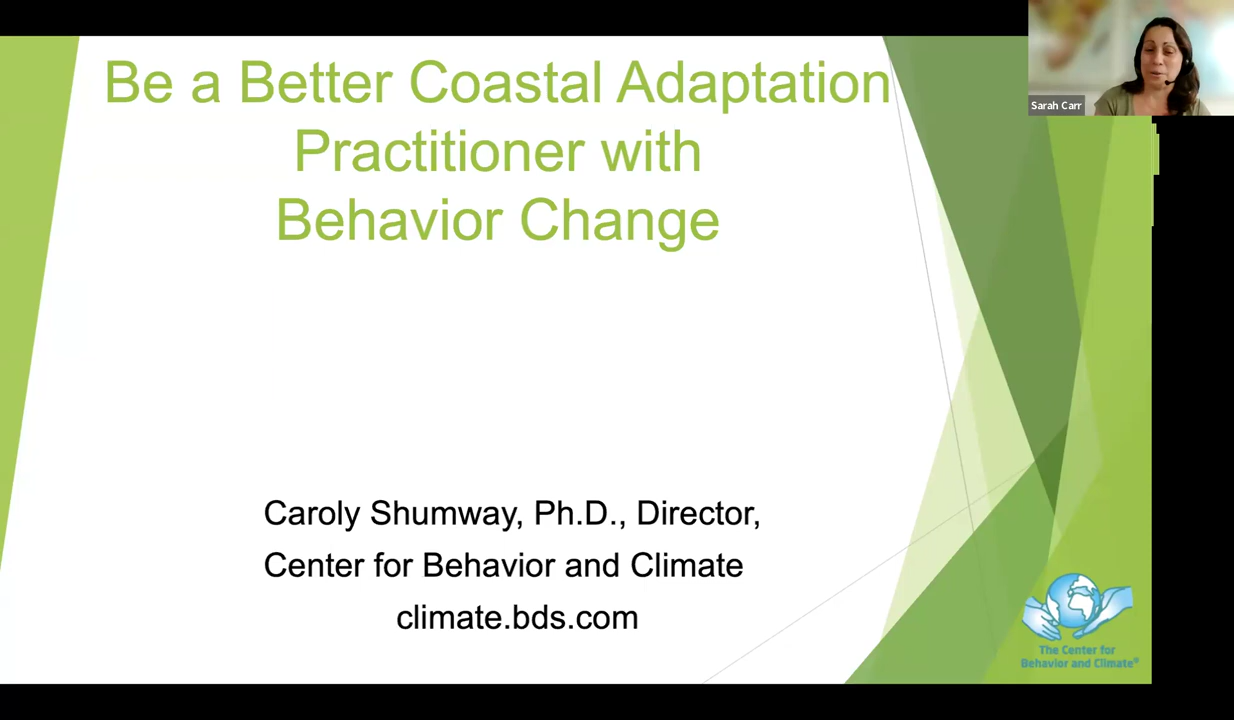 Be a Better Coastal Adaptation
Practitioner with
Behavior Change
Sarah Carr
Caroly Shumway, Ph.D., Director,
Center for Behavior and Climate
climate.bds.com
The Center for
Behavior and Climate®